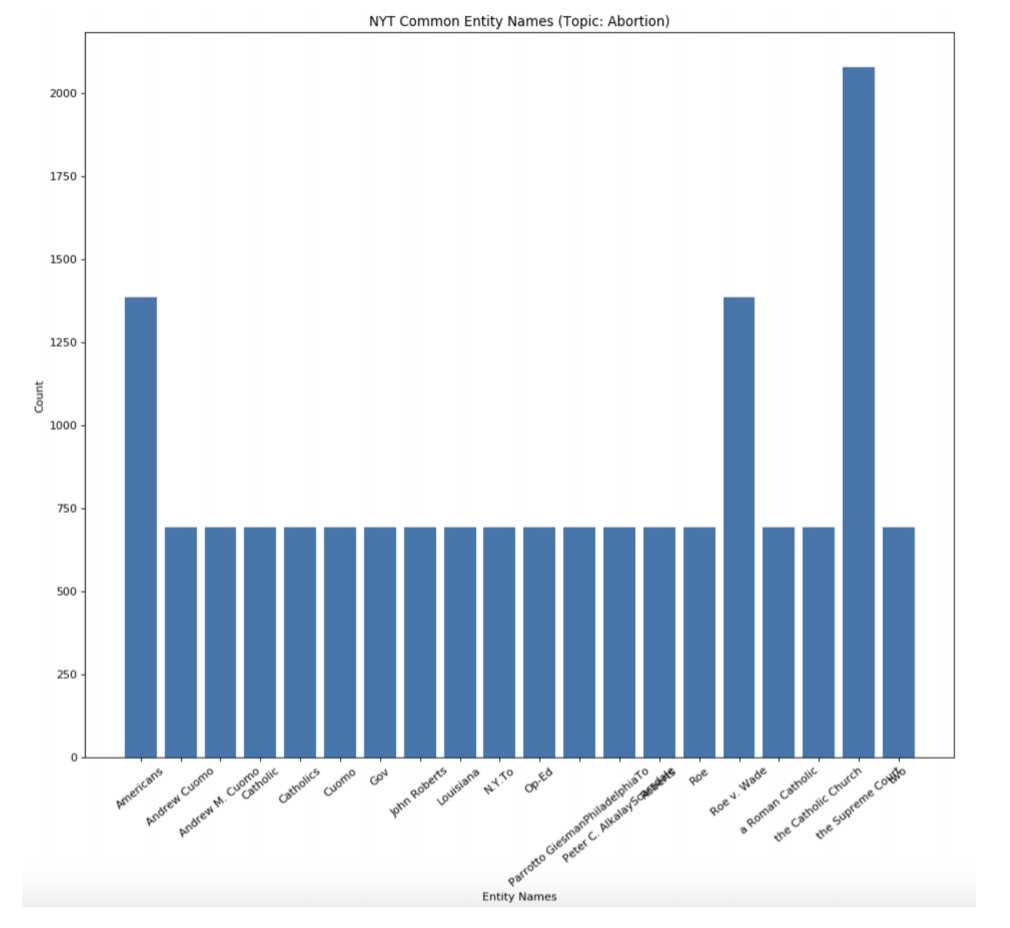 NYT Common Entity Names (Topic: Abortion)
2000
1750
1500
1250
1000
750
500
250
0
Count
Americans
Andrew Cuomo
Andrew M. Cuomo
Catholic
Catholics
Cuomo
Gov
John Roberts
Louisiana
N.Y.To
Op-Ed
Parrotto GiesmanPhiladelphiaTo
Peter C. AlkalayScarsdale
Roe
Roe v. Wade
a Roman Catholic
the Catholic Church
the Supreme Court
Entity Names